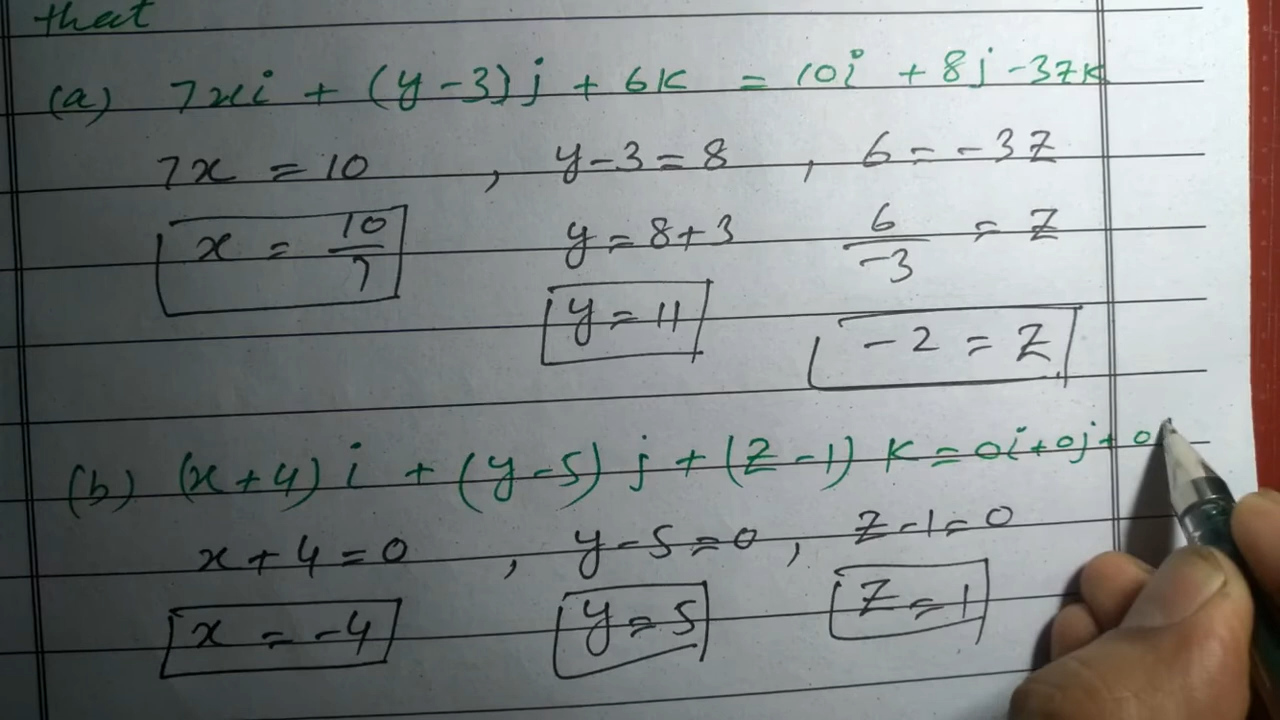 that
(a) 7xi + (y-3)j + 6k = 10i + 8j - 3zk
7x = 10 , y-3 = 8 , 6 = -3z
x = 10/7 y = 8+3 6/-3 = z
y = 11 -2 = z
(b) (x+4) i + (y-5) j + (z-1) k = 0i + 0j + 0
x + 4 = 0 , y-5 = 0 , z-1 = 0
x = -4 y = 5 z = 1